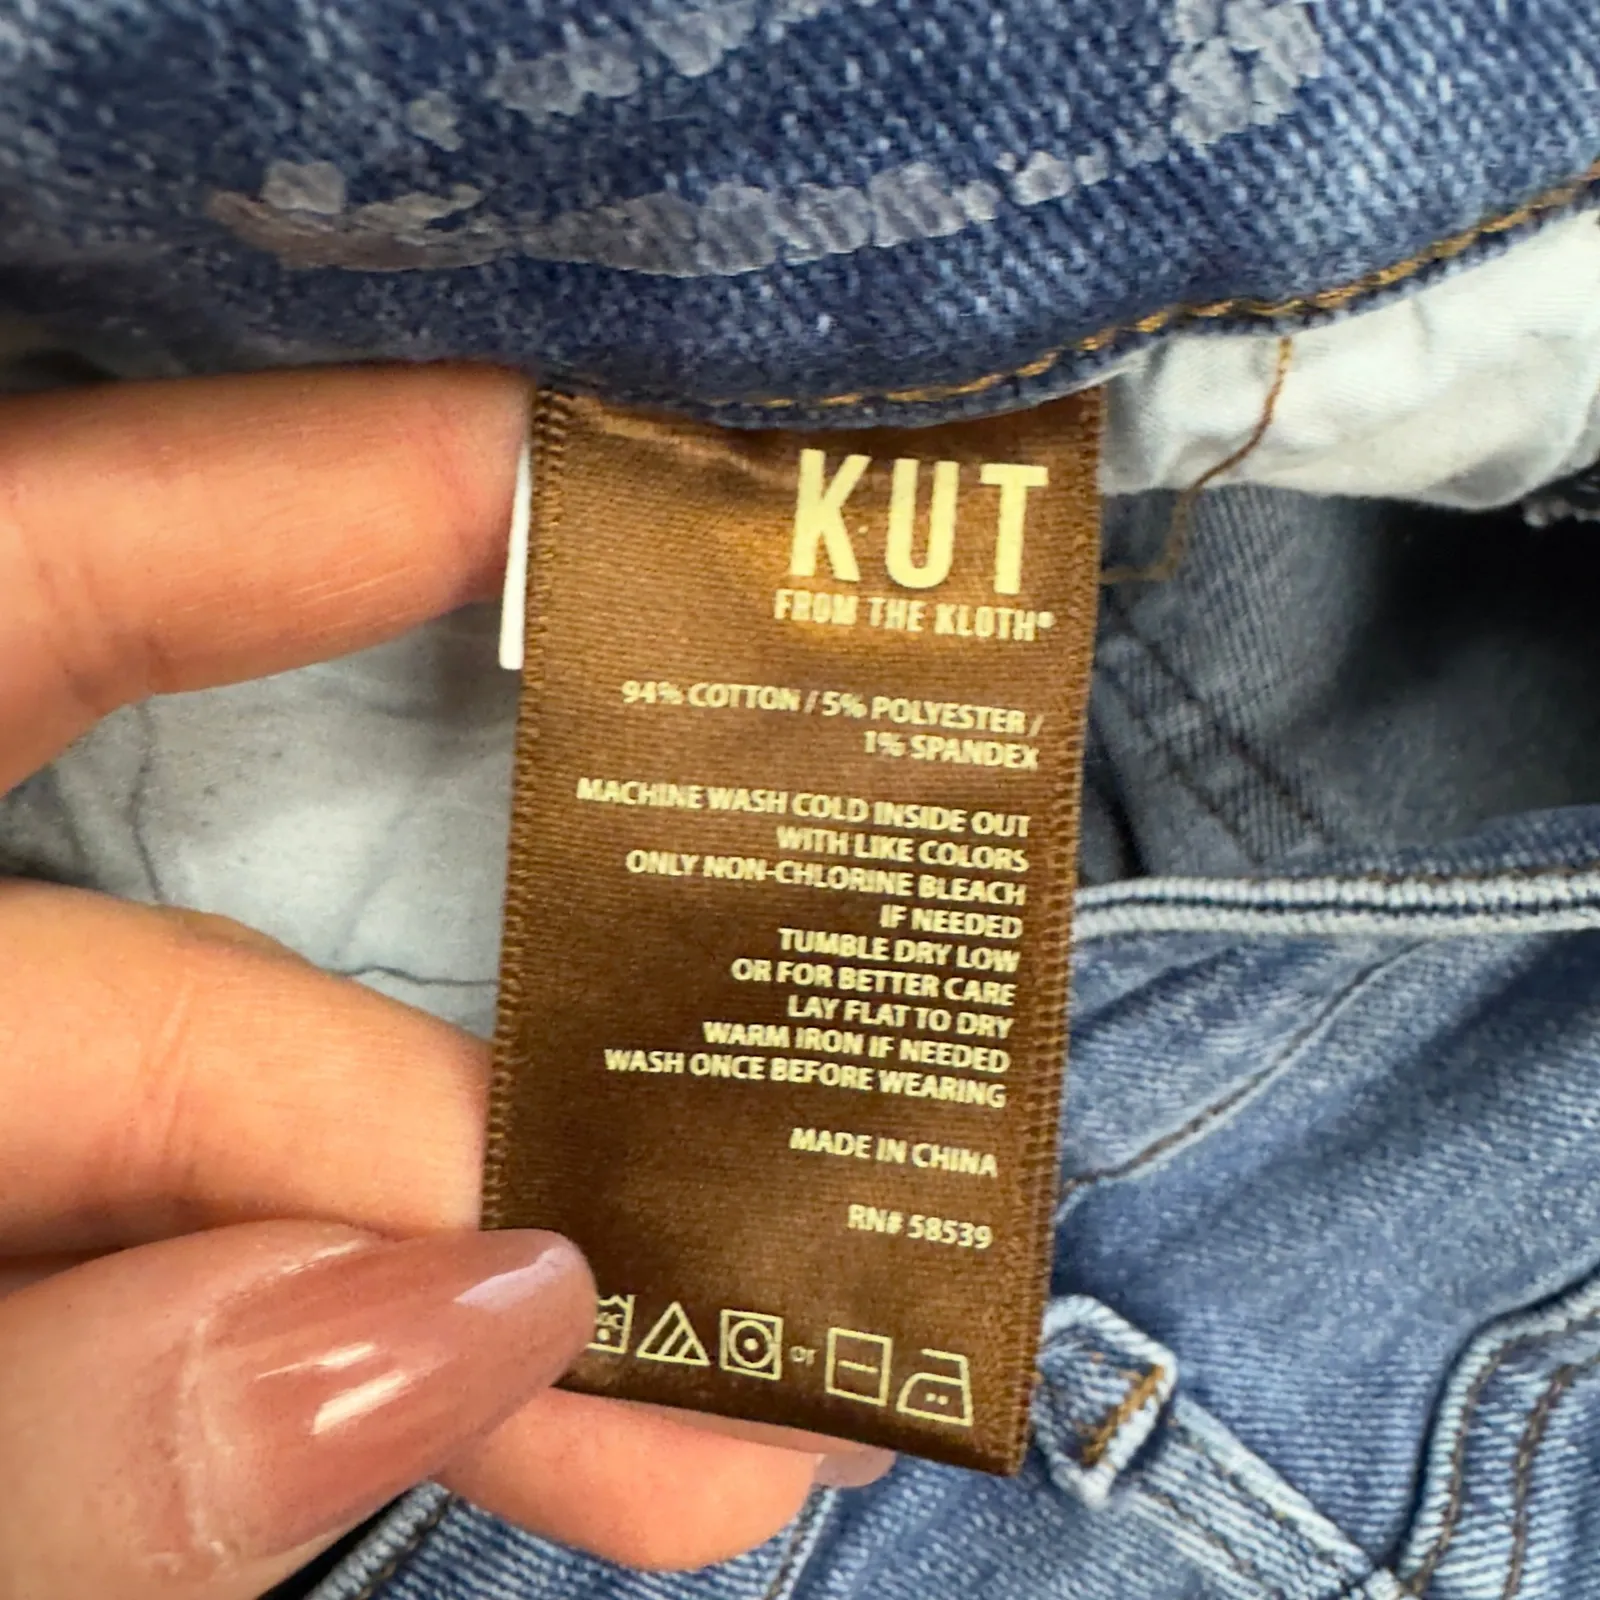 KUT
FROM THE KLOTH®
94% COTTON / 5% POLYESTER /
1% SPANDEX
MACHINE WASH COLD INSIDE OUT
WITH LIKE COLORS
ONLY NON-CHLORINE BLEACH
IF NEEDED
TUMBLE DRY LOW
OR FOR BETTER CARE
LAY FLAT TO DRY
WARM IRON IF NEEDED
WASH ONCE BEFORE WEARING
MADE IN CHINA
RN# 58539
or